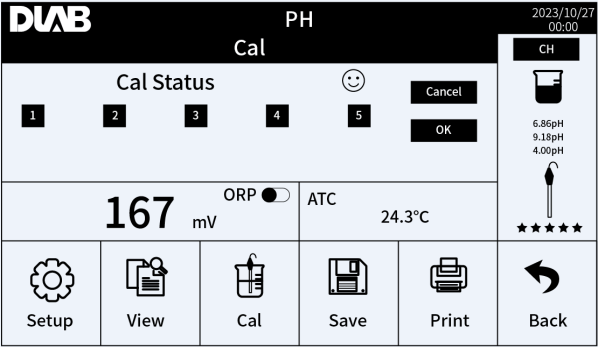 DLAB
PH
2023/10/27
00:00
Cal
CH
Cal Status
Cancel
1 2 3 4 5
OK
6.86pH
9.18pH
4.00pH
167 mV
ORP
ATC
24.3°C
Setup
View
Cal
Save
Print
Back